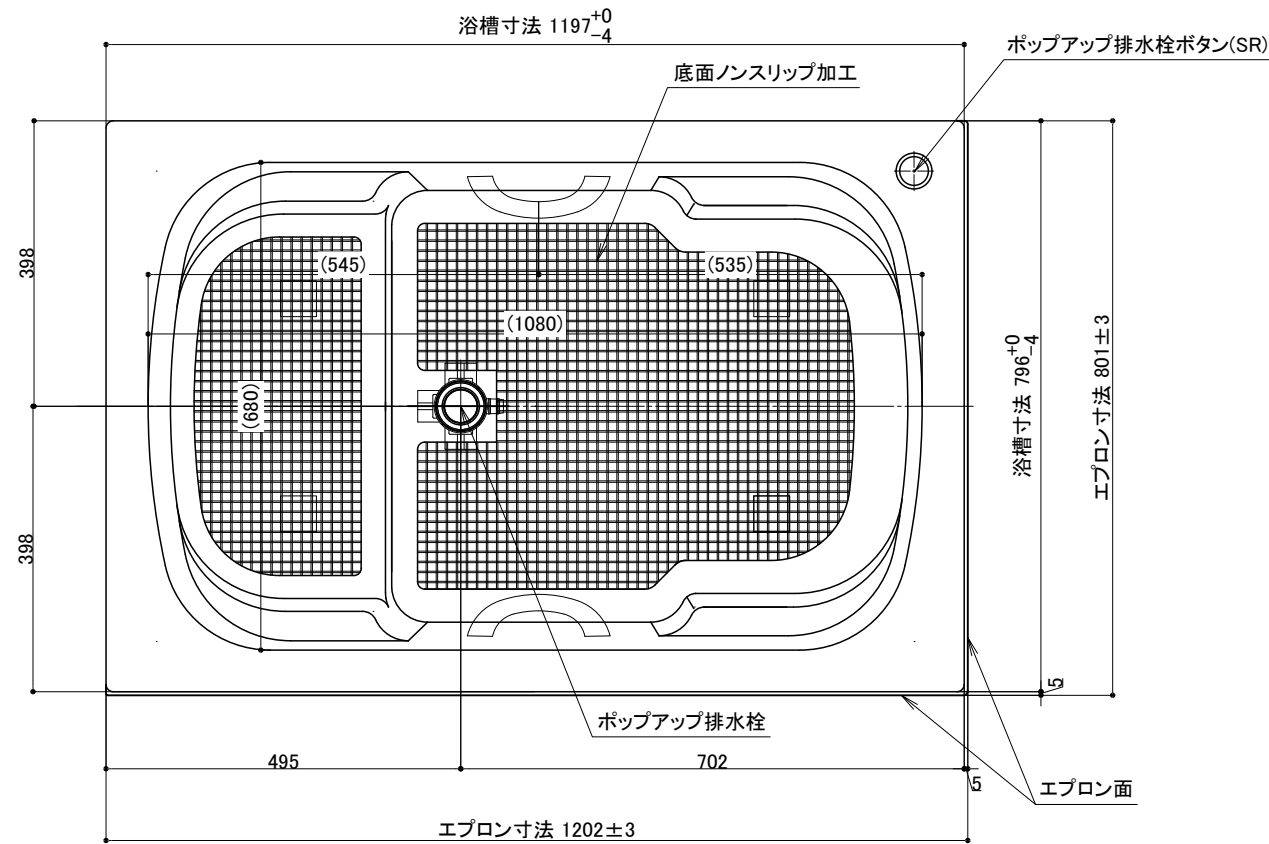 浴槽寸法 1197+0-4
ポップアップ排水栓ボタン(SR)
底面ノンスリップ加工
398
(545)
(535)
(1080)
(680)
浴槽寸法 796+0-4
エプロン寸法 801±3
398
5
ポップアップ排水栓
495
702
5
エプロン面
エプロン寸法 1202±3